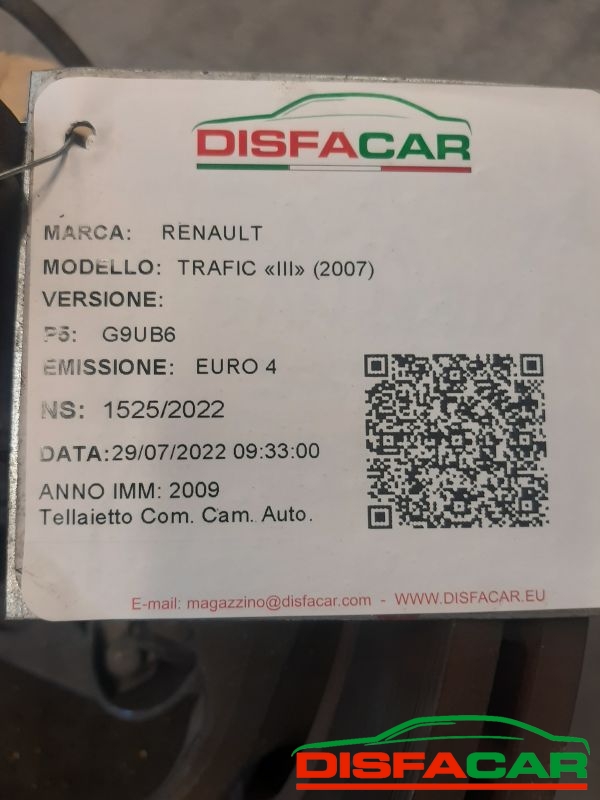 DISFACAR
MARCA: RENAULT
MODELLO: TRAFIC «III» (2007)
VERSIONE:
P5: G9UB6
EMISSIONE: EURO 4
NS: 1525/2022
DATA:29/07/2022 09:33:00
ANNO IMM: 2009
Tellaietto Com. Cam. Auto.
E-mail: magazzino@disfacar.com - WWW.DISFACAR.EU
DISFACAR